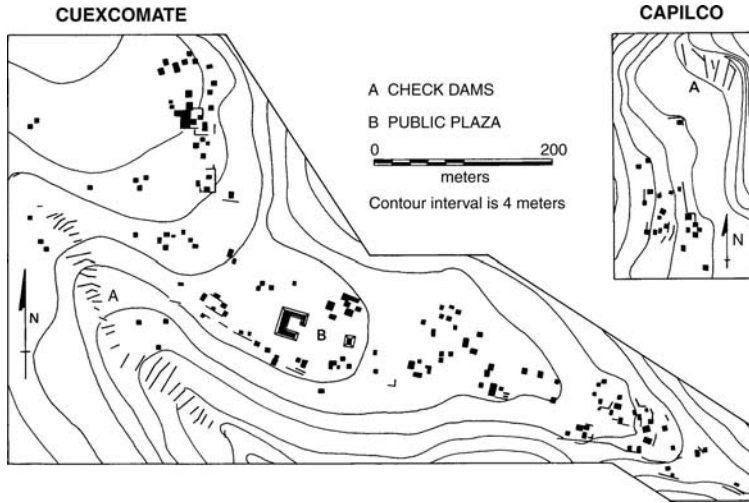 CUEXCOMATE
CAPILCO
A CHECK DAMS
B PUBLIC PLAZA
0 200
meters
Contour interval is 4 meters
A
N
A
B
N